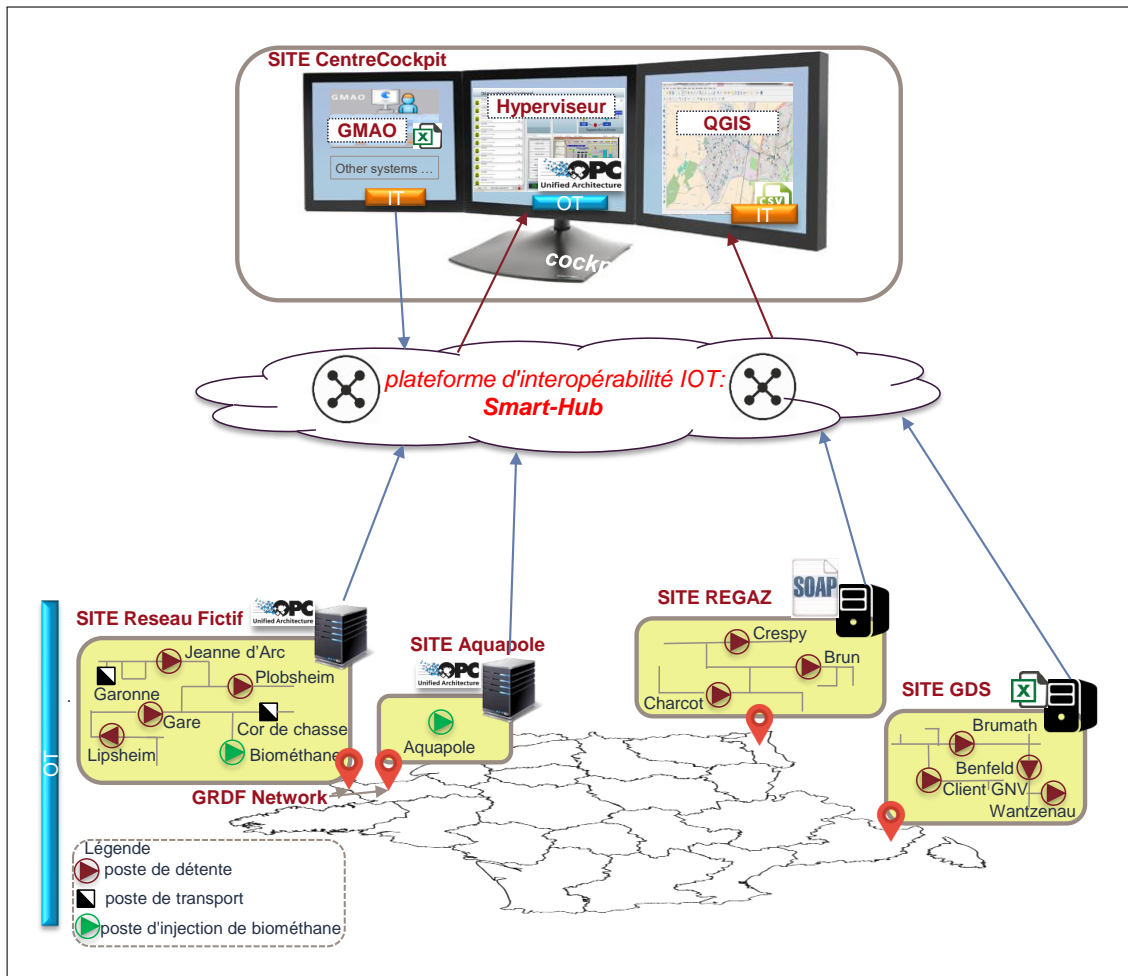 SITE CentreCockpit
GMAO
GMAO
Other systems ...
IT
Hyperviseur
OPC
Unified Architecture
OT
QGIS
CSV
IT
cockp
plateforme d'interopérabilité IOT:
Smart-Hub
SITE Reseau Fictif
OPC
Unified Architecture
Jeanne d'Arc
Plobsheim
Garonne
Gare
Cor de chasse
Lipsheim
Biométhane
SITE Aquapole
OPC
Unified Architecture
Aquapole
SOAP
SITE REGAZ
Crespy
Brun
Charcot
SITE GDS
Brumath
Benfeld
Client GNV
Wantzenau
GRDF Network
OT
Légende
poste de détente
poste de transport
poste d'injection de biométhane